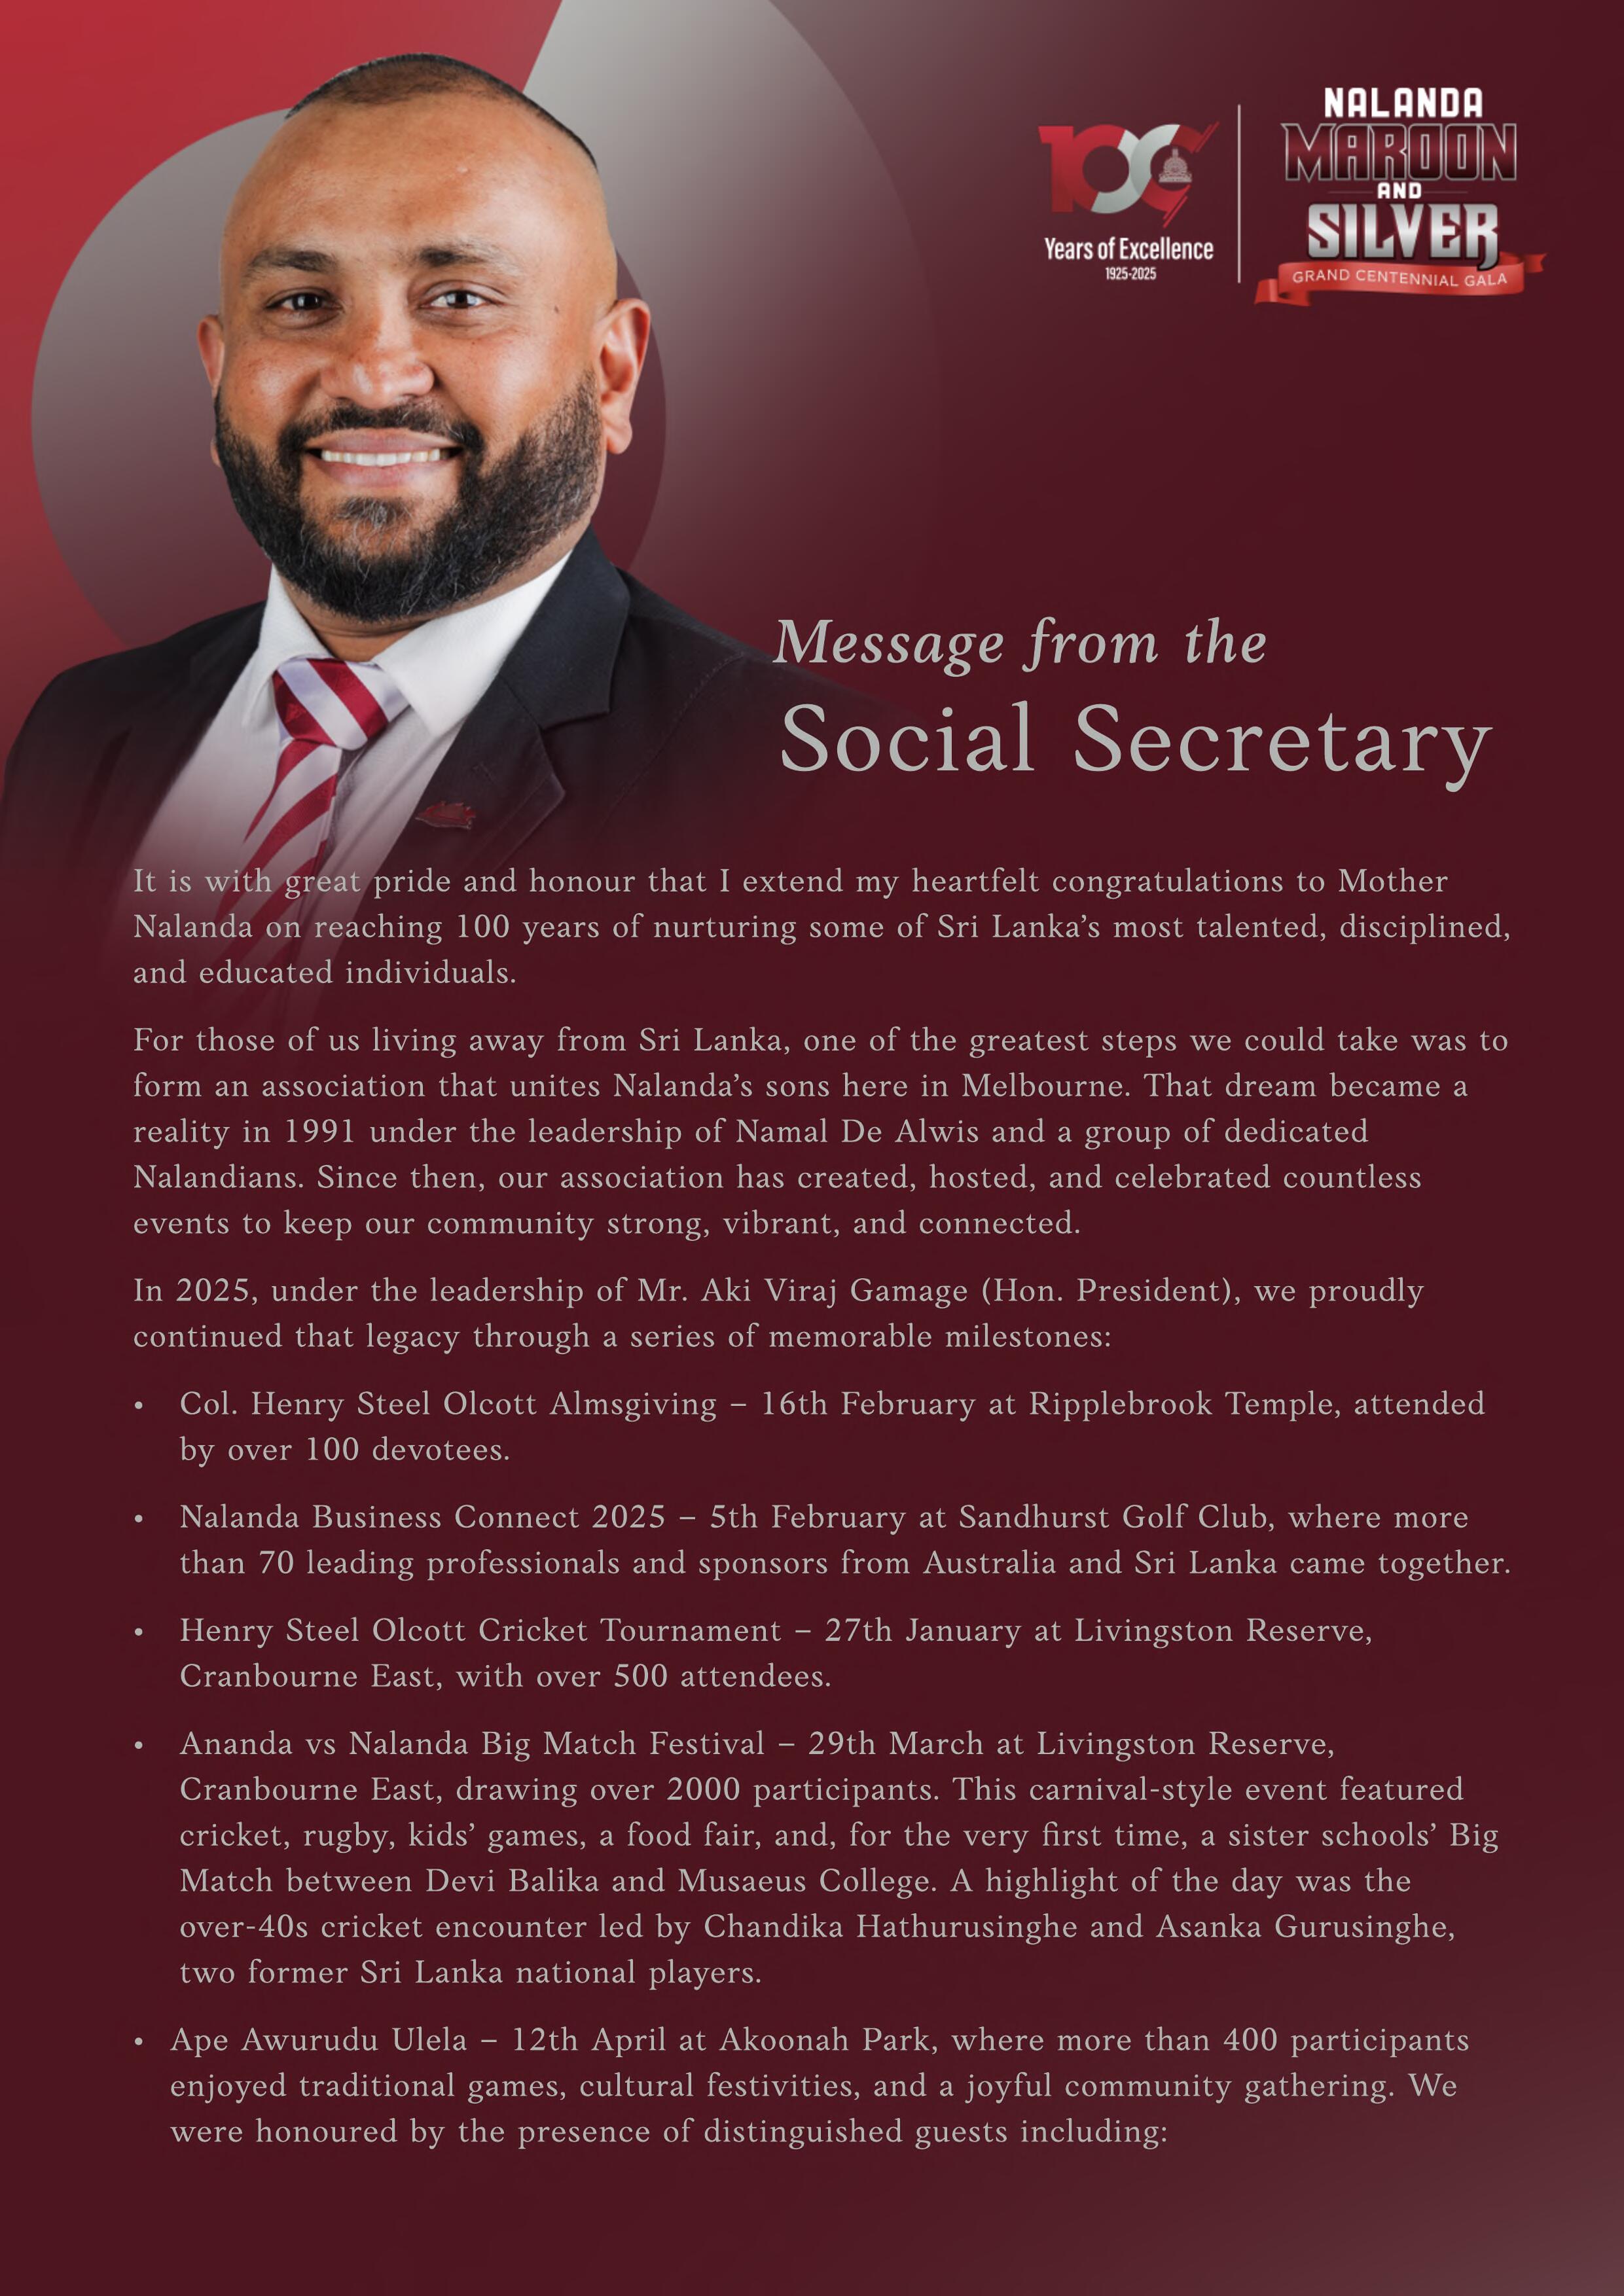 100
Years of Excellence
1925-2025
NALANDA
MAROON
AND
SILVER
GRAND CENTENNIAL GALA
Message from the
Social Secretary
It is with great pride and honour that I extend my heartfelt congratulations to Mother
Nalanda on reaching 100 years of nurturing some of Sri Lanka’s most talented, disciplined,
and educated individuals.
For those of us living away from Sri Lanka, one of the greatest steps we could take was to
form an association that unites Nalanda’s sons here in Melbourne. That dream became a
reality in 1991 under the leadership of Namal De Alwis and a group of dedicated
Nalandians. Since then, our association has created, hosted, and celebrated countless
events to keep our community strong, vibrant, and connected.
In 2025, under the leadership of Mr. Aki Viraj Gamage (Hon. President), we proudly
continued that legacy through a series of memorable milestones:
• Col. Henry Steel Olcott Almsgiving – 16th February at Ripplebrook Temple, attended
by over 100 devotees.
• Nalanda Business Connect 2025 – 5th February at Sandhurst Golf Club, where more
than 70 leading professionals and sponsors from Australia and Sri Lanka came together.
• Henry Steel Olcott Cricket Tournament – 27th January at Livingston Reserve,
Cranbourne East, with over 500 attendees.
• Ananda vs Nalanda Big Match Festival – 29th March at Livingston Reserve,
Cranbourne East, drawing over 2000 participants. This carnival-style event featured
cricket, rugby, kids’ games, a food fair, and, for the very first time, a sister schools’ Big
Match between Devi Balika and Musaeus College. A highlight of the day was the
over-40s cricket encounter led by Chandika Hathurusinghe and Asanka Gurusinghe,
two former Sri Lanka national players.
• Ape Awurudu Ulela – 12th April at Akoonah Park, where more than 400 participants
enjoyed traditional games, cultural festivities, and a joyful community gathering. We
were honoured by the presence of distinguished guests including: